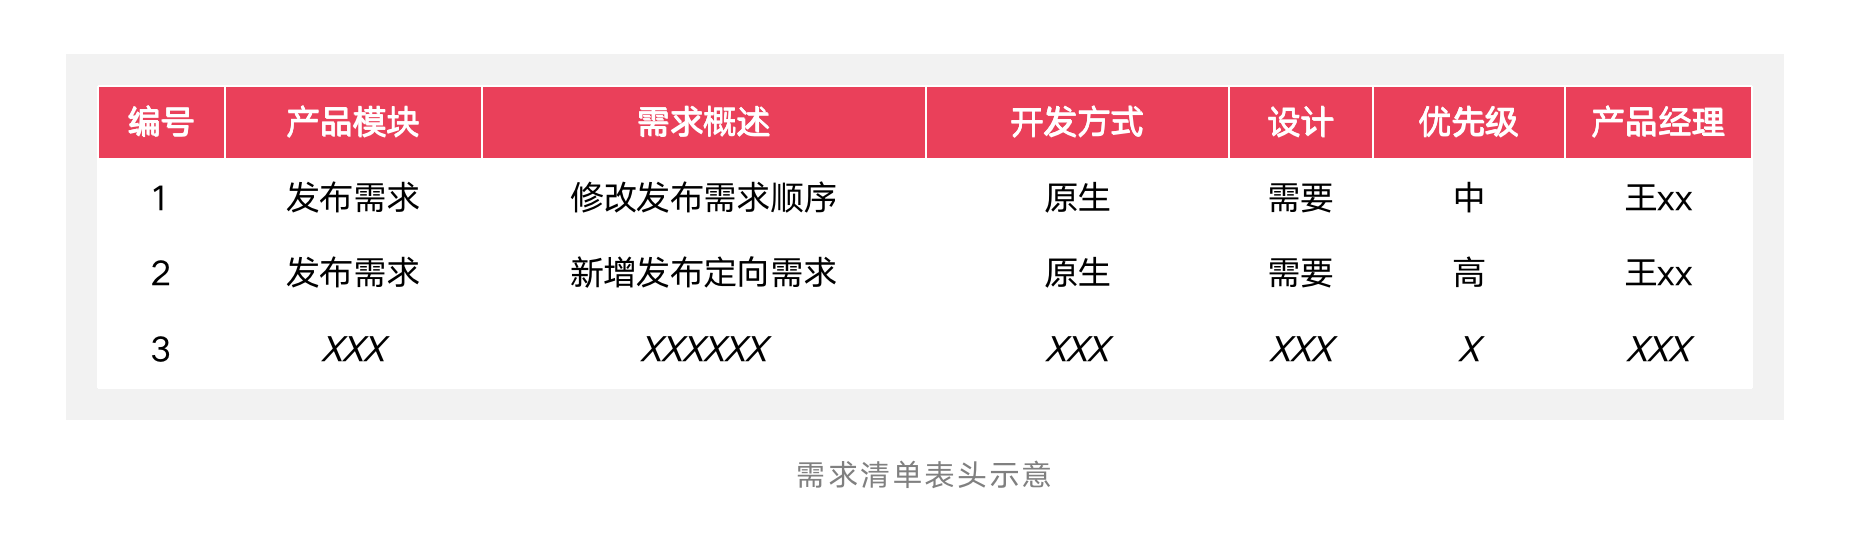 编号 产品模块 需求概述 开发方式 设计 优先级 产品经理
1 发布需求 修改发布需求顺序 原生 需要 中 王xx
2 发布需求 新增发布定向需求 原生 需要 高 王xx
3 XXX XXXXXX XXX XXX X XXX
需求清单表头示意